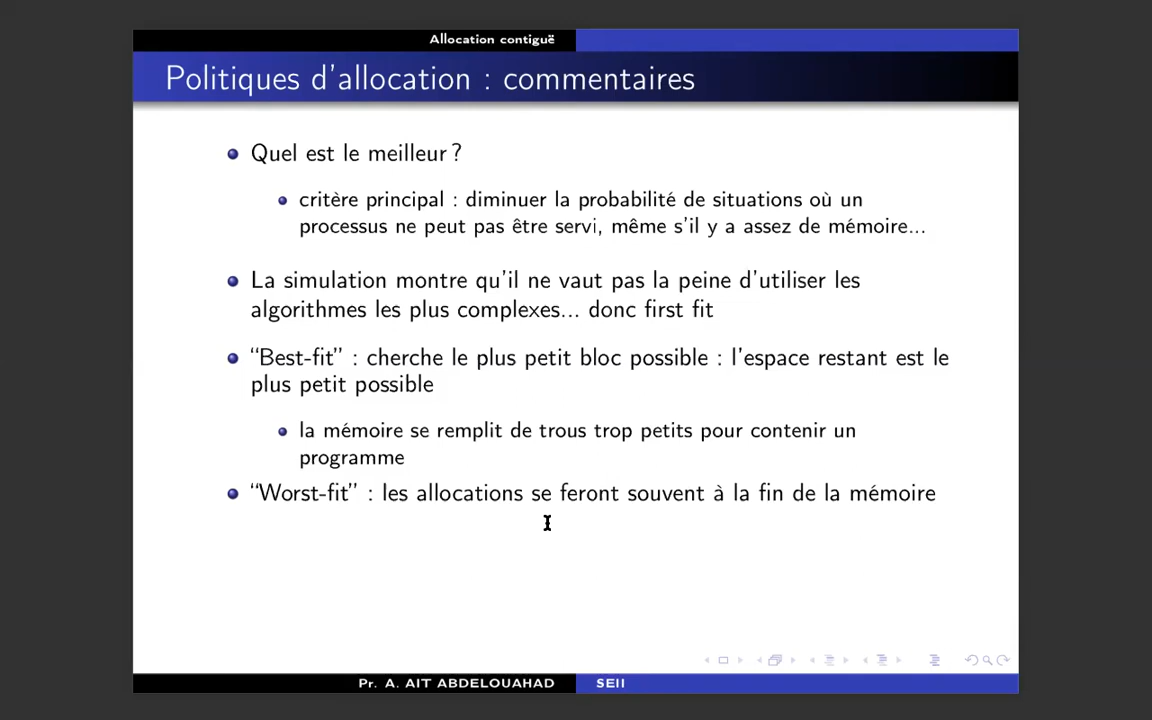 Allocation contiguë
Politiques d'allocation : commentaires
Quel est le meilleur ?
critère principal : diminuer la probabilité de situations où un
processus ne peut pas être servi, même s'il y a assez de mémoire...
La simulation montre qu'il ne vaut pas la peine d'utiliser les
algorithmes les plus complexes... donc first fit
“Best-fit” : cherche le plus petit bloc possible : l'espace restant est le
plus petit possible
la mémoire se remplit de trous trop petits pour contenir un
programme
“Worst-fit” : les allocations se feront souvent à la fin de la mémoire
Pr. A. AIT ABDELOUAHAD SEII